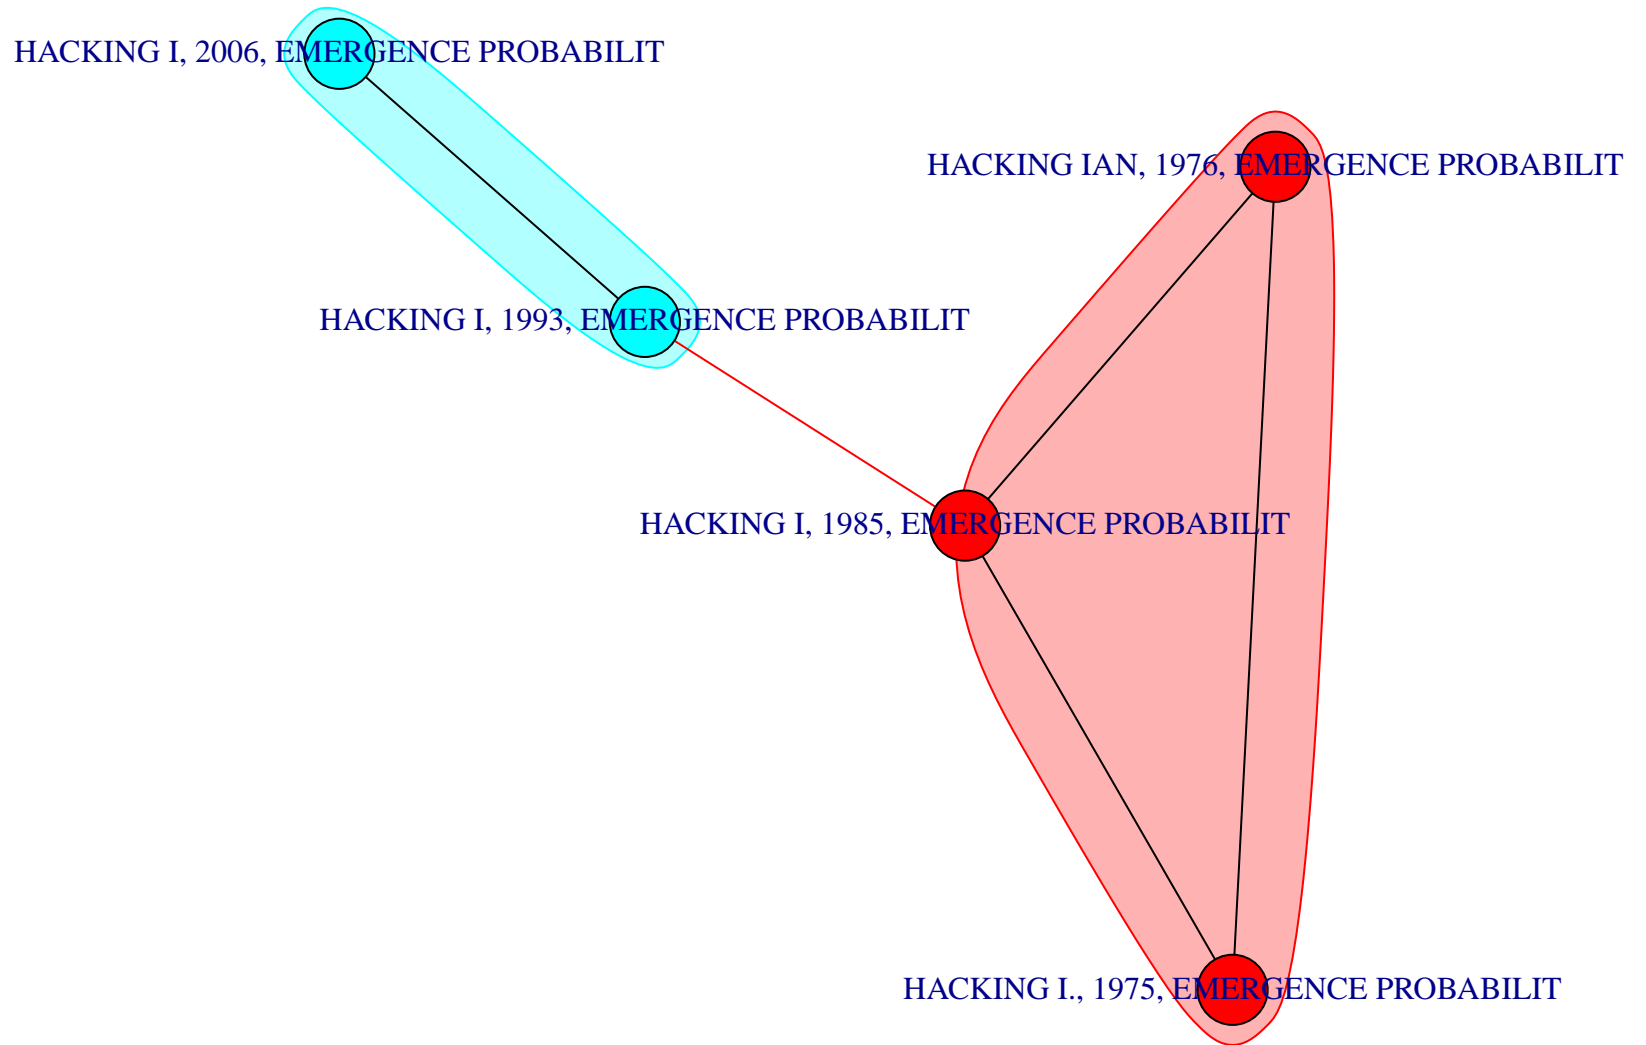 HACKING I, 2006, EMERGENCE PROBABILIT
HACKING IAN, 1976, EMERGENCE PROBABILIT
HACKING I, 1993, EMERGENCE PROBABILIT
HACKING I, 1985, EMERGENCE PROBABILIT
HACKING I., 1975, EMERGENCE PROBABILIT